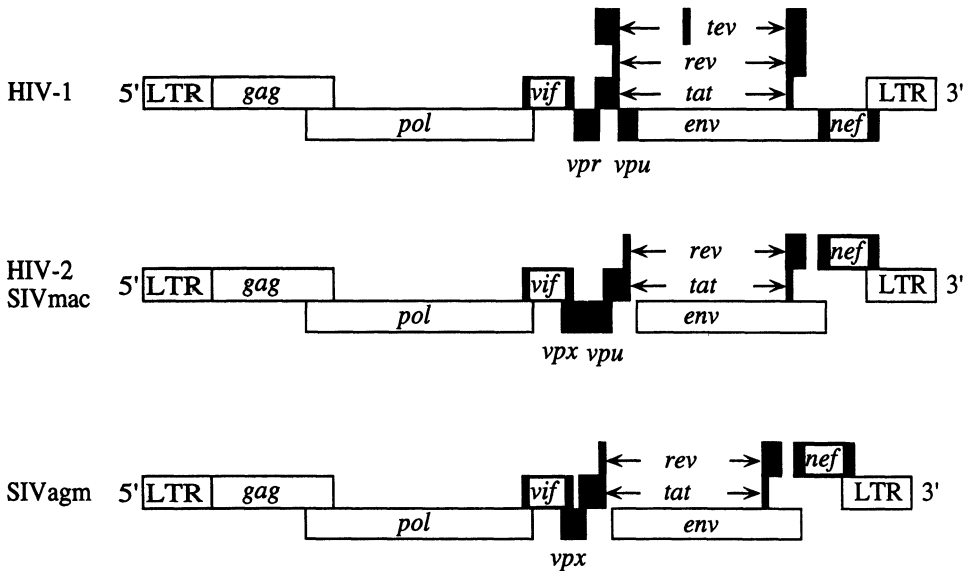 tev
rev
HIV-1 5' LTR gag vif tat LTR 3'
pol env nef
vpr vpu
rev nef
HIV-2
SIVmac 5' LTR gag vif tat LTR 3'
pol env
vpx vpu
rev nef
SIVagm 5' LTR gag vif tat LTR 3'
pol env
vpx